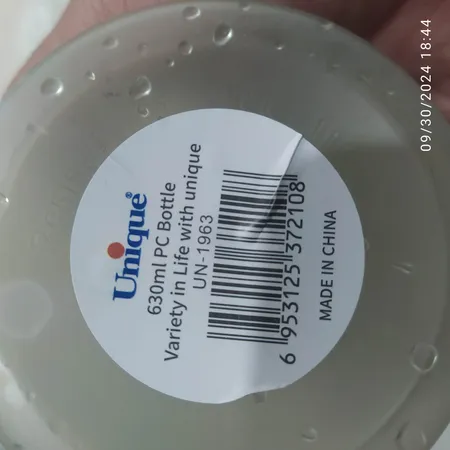 Unique®
630ml PC Bottle
Variety in Life with unique
UN-1963
6 953125 372108
MADE IN CHINA
09/30/2024 18:44